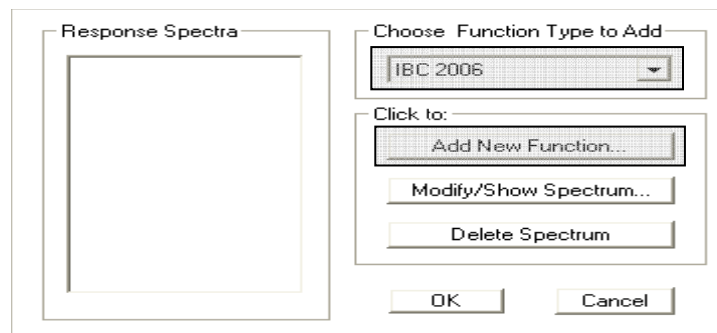 Response Spectra
Choose Function Type to Add
IBC 2006
Click to:
Add New Function...
Modify/Show Spectrum...
Delete Spectrum
OK
Cancel